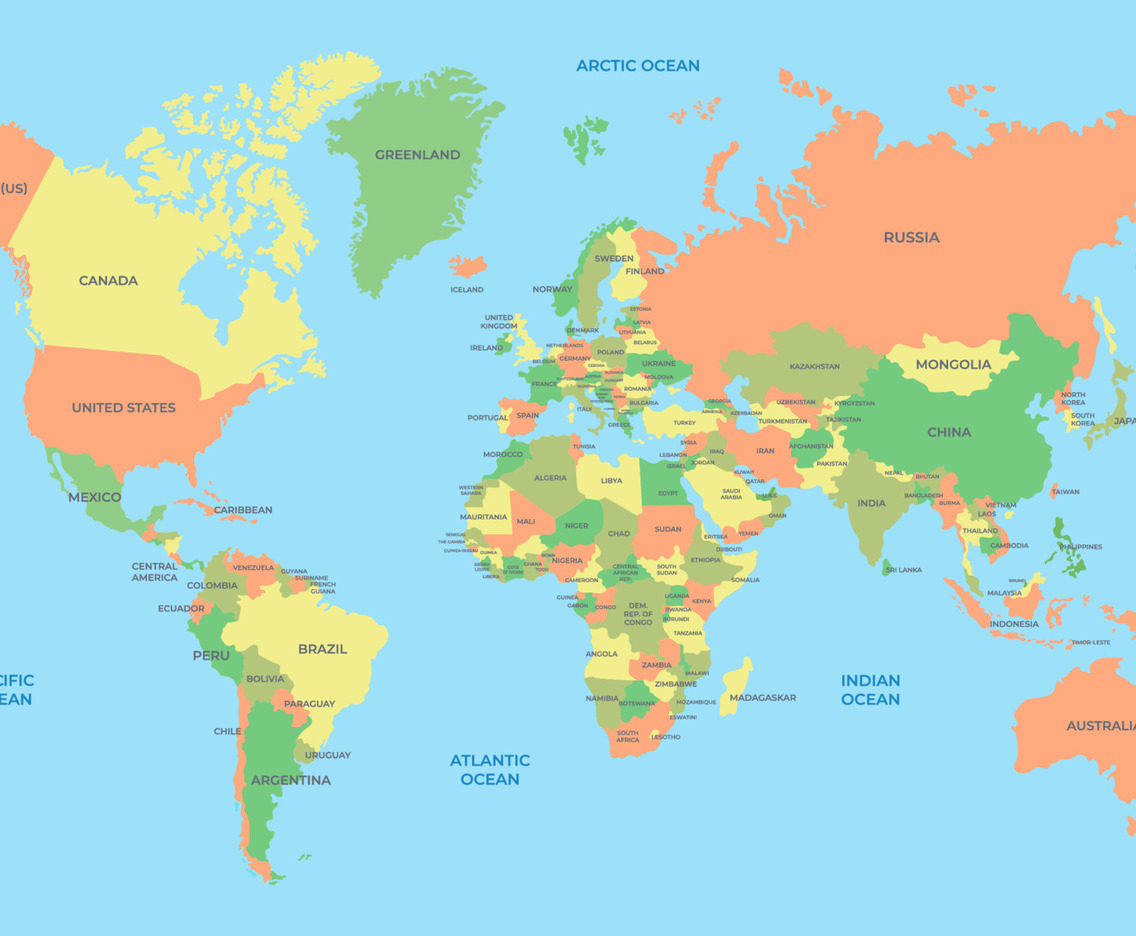 ARCTIC OCEAN
GREENLAND
(US)
RUSSIA
CANADA
SWEDEN
FINLAND
ICELAND
NORWAY
UNITED
KINGDOM
ESTONIA
LATVIA
LITHUANIA
DENMARK
BELARUS
IRELAND
NETHERLANDS
POLAND
GERMANY
BELGIUM
UKRAINE
CZECHIA
MOLDOVA
FRANCE
ROMANIA
BULGARIA
ITALY
PORTUGAL
SPAIN
GREECE
TURKEY
KAZAKHSTAN
MONGOLIA
UNITED STATES
GEORGIA
ARMENIA
AZERBAIJAN
UZBEKISTAN
KYRGYZSTAN
TURKMENISTAN
TAJIKISTAN
NORTH
KOREA
SOUTH
KOREA
JAPA
CHINA
TUNISIA
SYRIA
LEBANON
IRAQ
IRAN
AFGHANISTAN
ISRAEL
JORDAN
PAKISTAN
MOROCCO
ALGERIA
LIBYA
EGYPT
KUWAIT
QATAR
U.A.E
SAUDI
ARABIA
OMAN
NEPAL
BHUTAN
BANGLADESH
INDIA
BURMA
TAIWAN
MEXICO
WESTERN
SAHARA
CARIBBEAN
MAURITANIA
MALI
NIGER
CHAD
SUDAN
ERITREA
YEMEN
DJIBOUTI
VIETNAM
LAOS
THAILAND
CAMBODIA
PHILIPPINES
SENEGAL
THE GAMBIA
GUINEA-BISSAU
GUINEA
SIERRA
LEONE
LIBERIA
COTE
D'IVOIRE
GHANA
TOGO
BENIN
NIGERIA
CAMEROON
CENTRAL
AFRICAN
REP.
SOUTH
SUDAN
ETHIOPIA
SOMALIA
SRI LANKA
BRUNEI
MALAYSIA
CENTRAL
AMERICA
VENEZUELA
GUYANA
SURINAME
FRENCH
GUIANA
COLOMBIA
ECUADOR
GUINEA
GABON
CONGO
DEM.
REP. OF
CONGO
UGANDA
KENYA
RWANDA
BURUNDI
TANZANIA
INDONESIA
TIMOR-LESTE
PERU
BRAZIL
BOLIVIA
ANGOLA
ZAMBIA
MALAWI
ZIMBABWE
MOZAMBIQUE
MADAGASCAR
NAMIBIA
BOTSWANA
ESWATINI
SOUTH
AFRICA
LESOTHO
CIFIC
EAN
INDIAN
OCEAN
PARAGUAY
CHILE
URUGUAY
ARGENTINA
ATLANTIC
OCEAN
AUSTRALIA